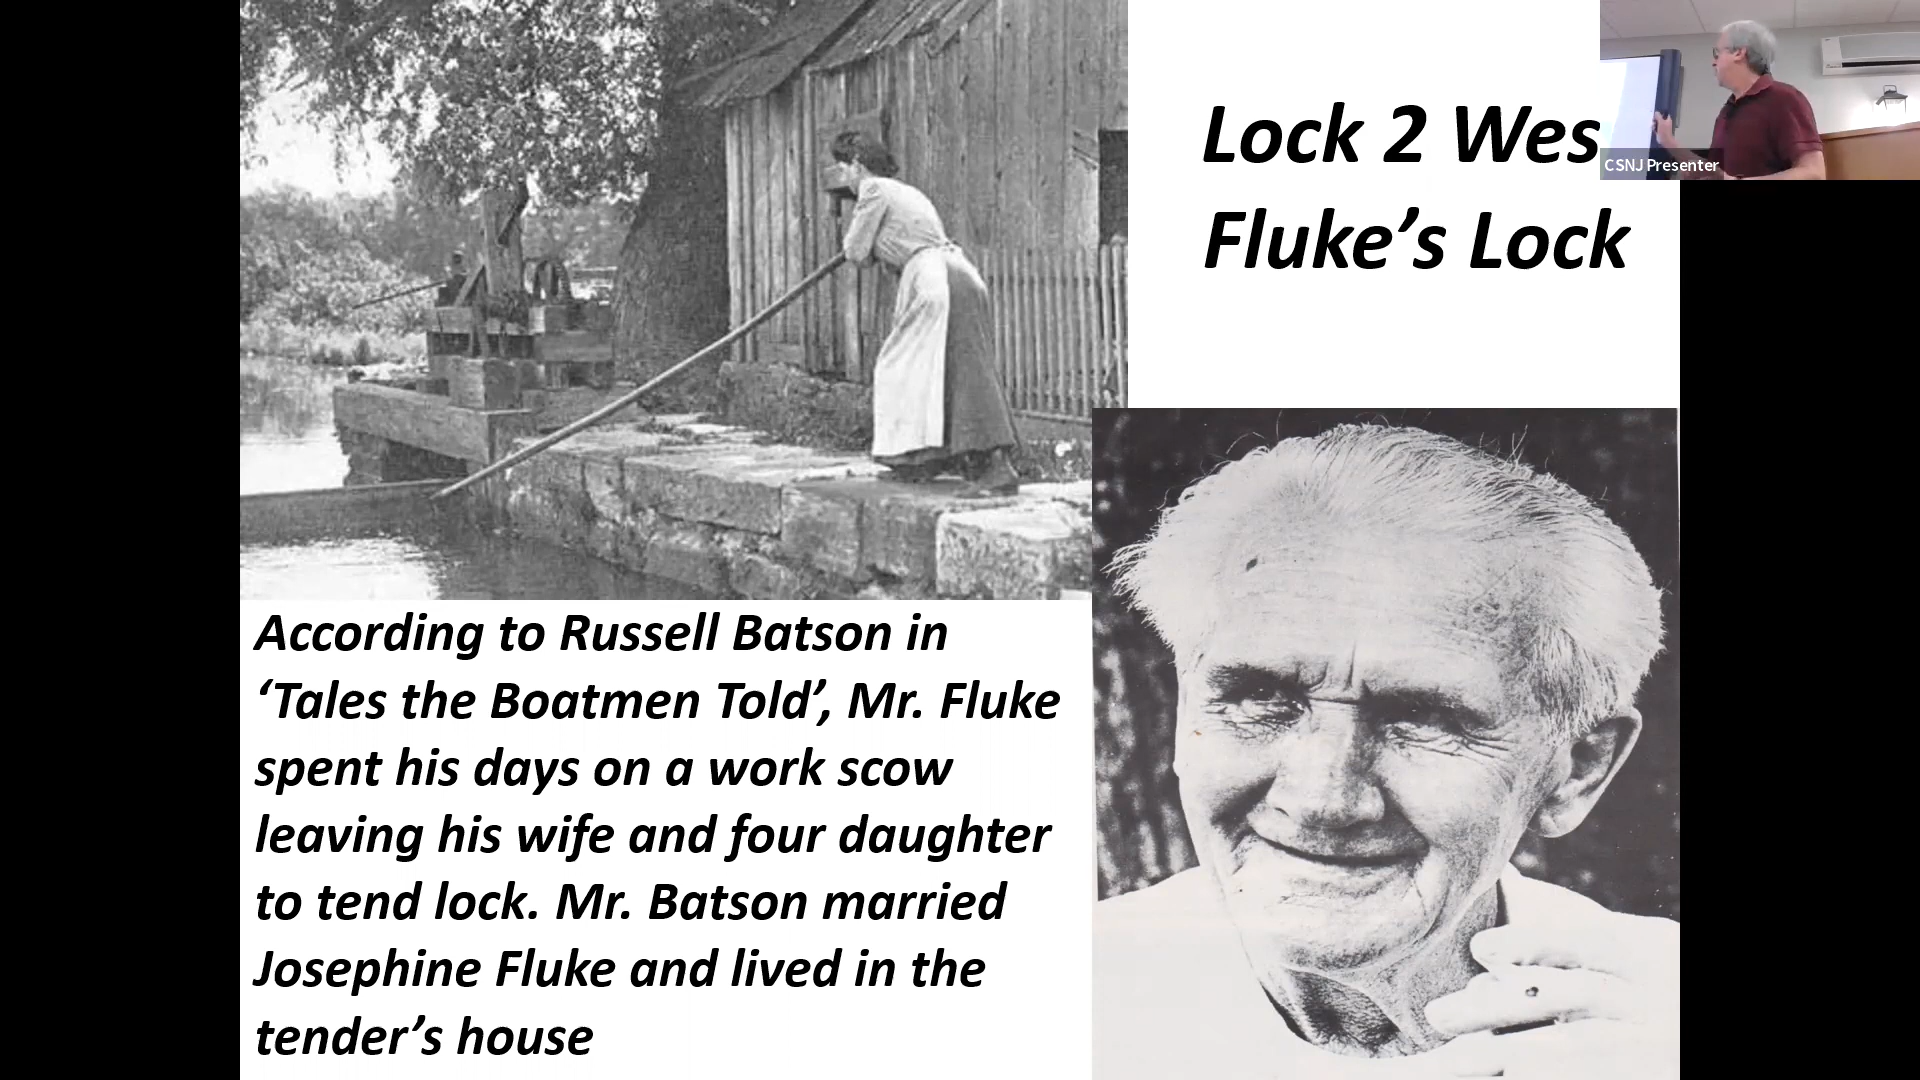 Lock 2 Wes
Fluke’s Lock
CSNJ Presenter
According to Russell Batson in
‘Tales the Boatmen Told’, Mr. Fluke
spent his days on a work scow
leaving his wife and four daughter
to tend lock. Mr. Batson married
Josephine Fluke and lived in the
tender’s house